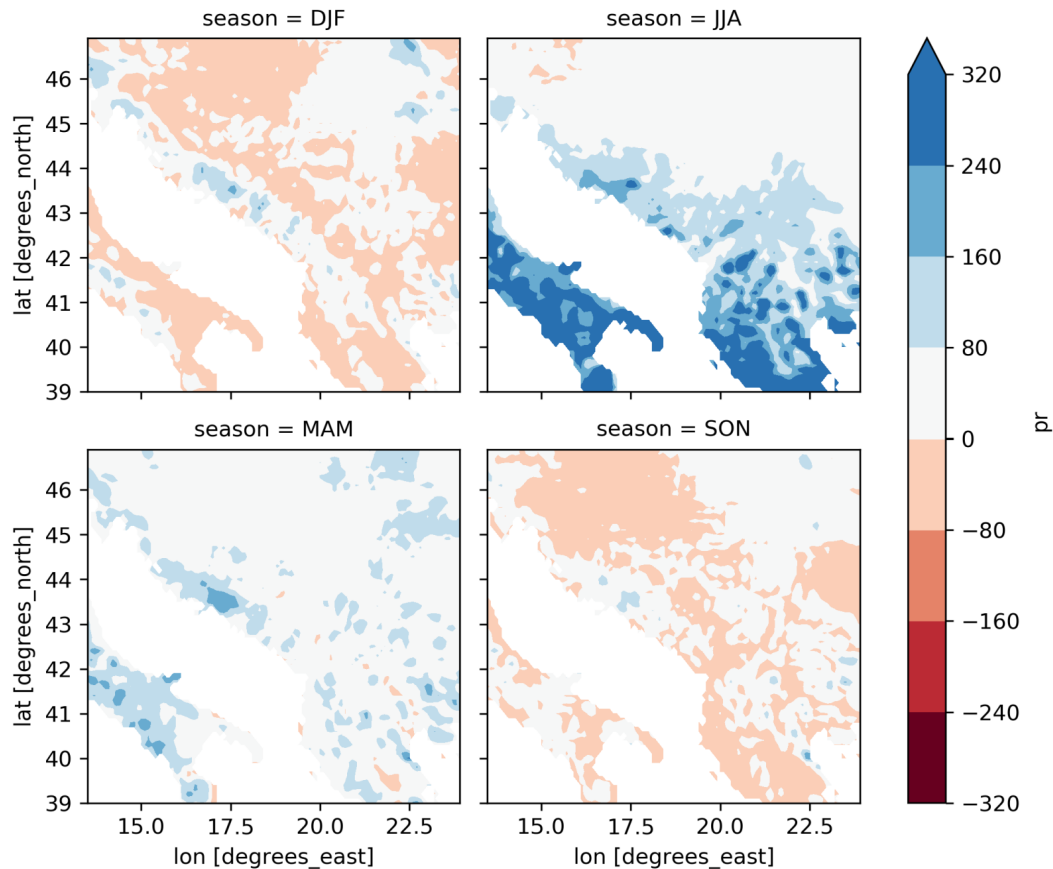 season = DJF
season = JJA
46
45
44
43
42
41
40
39
lat [degrees_north]
320
240
160
80
0
−80
−160
−240
−320
pr
season = MAM
season = SON
46
45
44
43
42
41
40
39
lat [degrees_north]
15.0 17.5 20.0 22.5
15.0 17.5 20.0 22.5
lon [degrees_east]
lon [degrees_east]